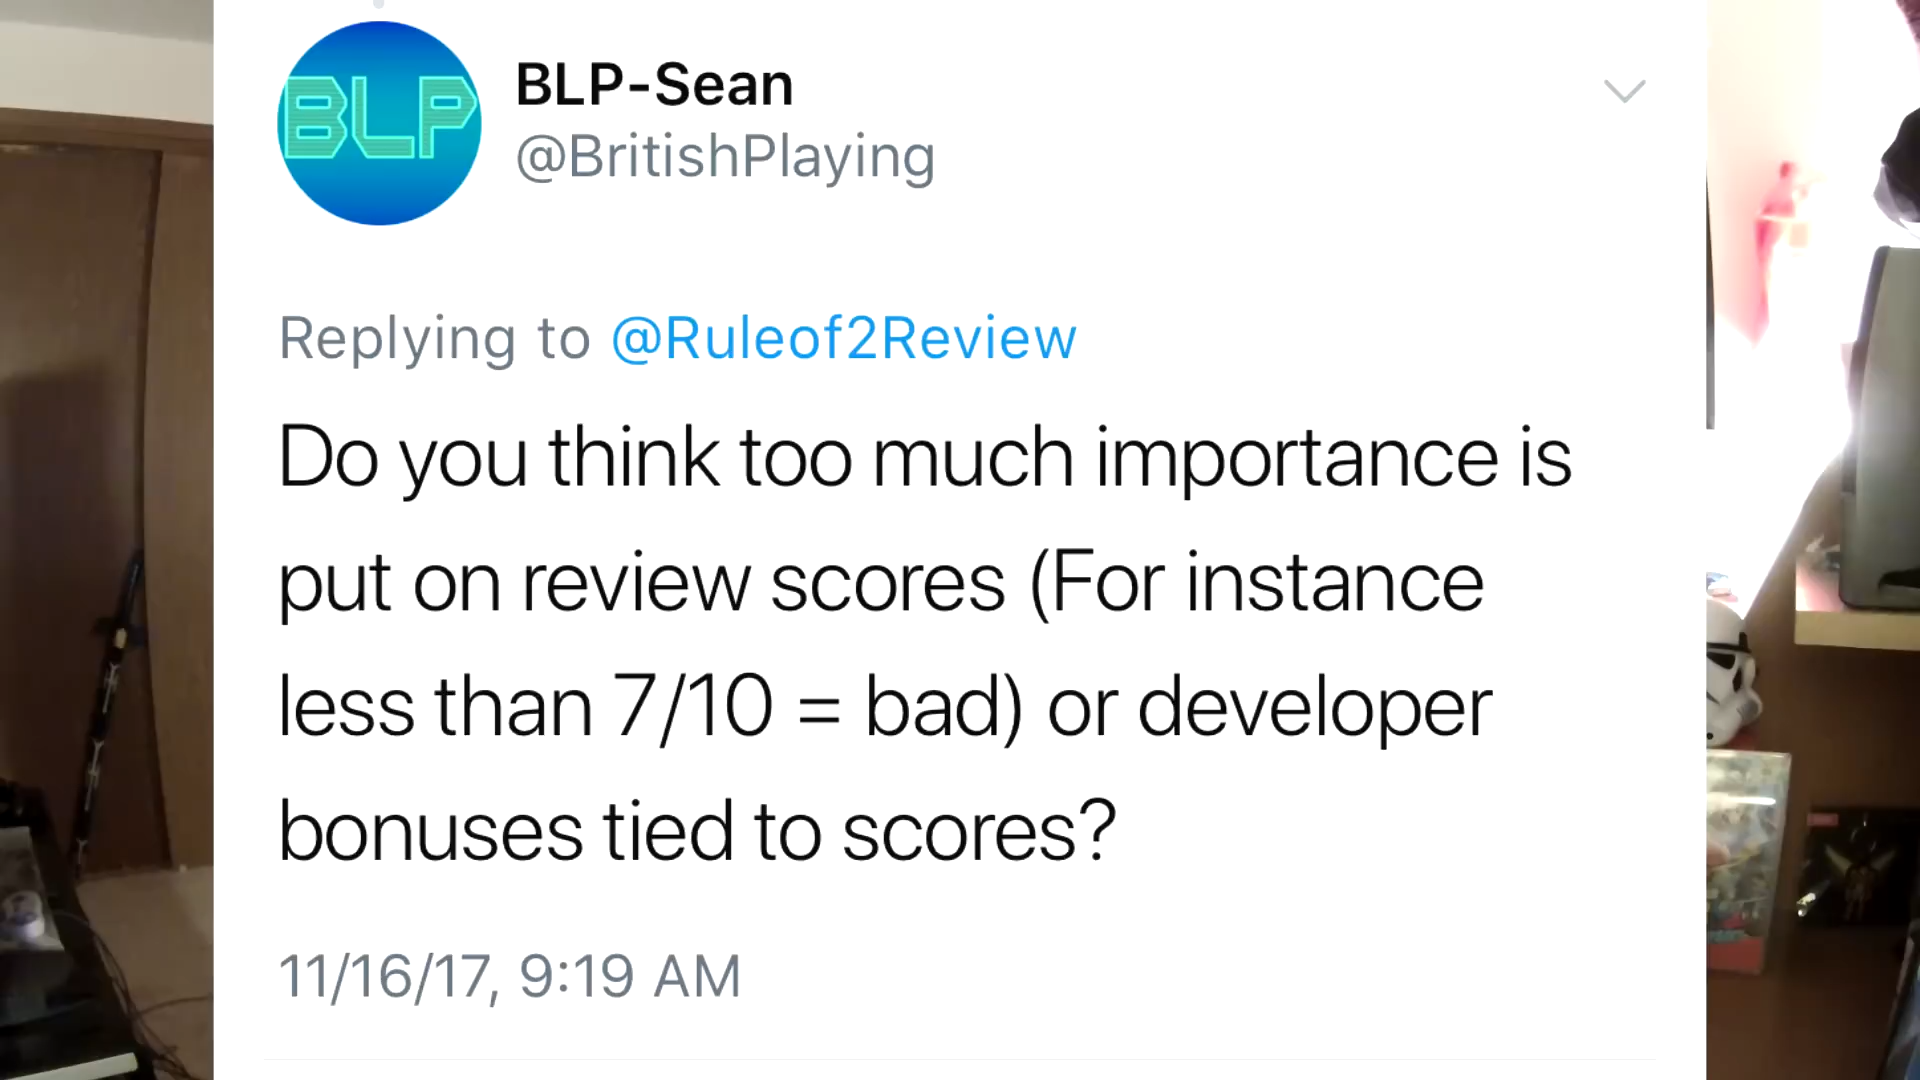 BLP
BLP-Sean
@BritishPlaying
Replying to @Ruleof2Review
Do you think too much importance is
put on review scores (For instance
less than 7/10 = bad) or developer
bonuses tied to scores?
11/16/17, 9:19 AM